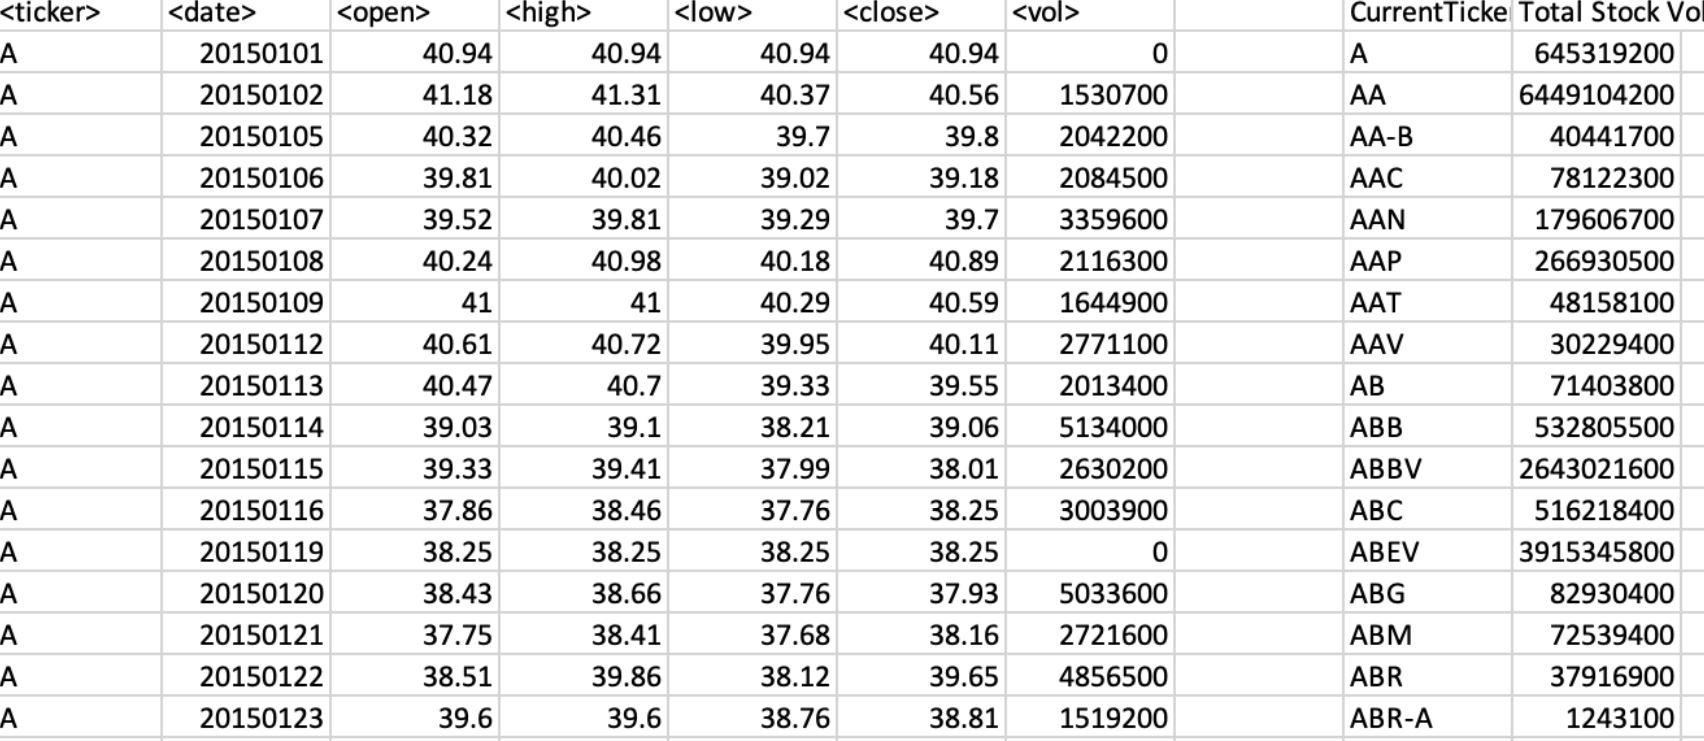 <ticker> <date> <open> <high> <low> <close> <vol> CurrentTicke Total Stock Vol
A 20150101 40.94 40.94 40.94 40.94 0 A 645319200
A 20150102 41.18 41.31 40.37 40.56 1530700 AA 6449104200
A 20150105 40.32 40.46 39.7 39.8 2042200 AA-B 40441700
A 20150106 39.81 40.02 39.02 39.18 2084500 AAC 78122300
A 20150107 39.52 39.81 39.29 39.7 3359600 AAN 179606700
A 20150108 40.24 40.98 40.18 40.89 2116300 AAP 266930500
A 20150109 41 41 40.29 40.59 1644900 AAT 48158100
A 20150112 40.61 40.72 39.95 40.11 2771100 AAV 30229400
A 20150113 40.47 40.7 39.33 39.55 2013400 AB 71403800
A 20150114 39.03 39.1 38.21 39.06 5134000 ABB 532805500
A 20150115 39.33 39.41 37.99 38.01 2630200 ABBV 2643021600
A 20150116 37.86 38.46 37.76 38.25 3003900 ABC 516218400
A 20150119 38.25 38.25 38.25 38.25 0 ABEV 3915345800
A 20150120 38.43 38.66 37.76 37.93 5033600 ABG 82930400
A 20150121 37.75 38.41 37.68 38.16 2721600 ABM 72539400
A 20150122 38.51 39.86 38.12 39.65 4856500 ABR 37916900
A 20150123 39.6 39.6 38.76 38.81 1519200 ABR-A 1243100